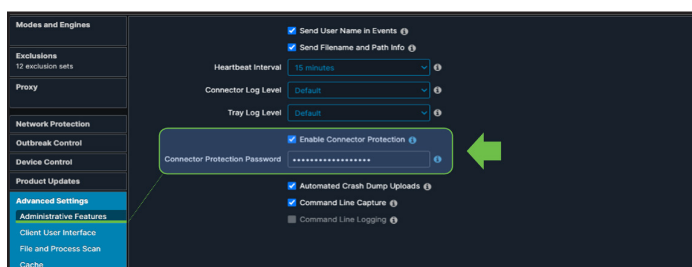 Modes and Engines
Exclusions
12 exclusion sets
Proxy
Network Protection
Outbreak Control
Device Control
Product Updates
Advanced Settings
Administrative Features
Client User Interface
File and Process Scan
Cache
Send User Name in Events
Send Filename and Path Info
Heartbeat Interval 15 minutes
Connector Log Level Default
Tray Log Level Default
Enable Connector Protection
Connector Protection Password ••••••••••••••••••
Automated Crash Dump Uploads
Command Line Capture
Command Line Logging